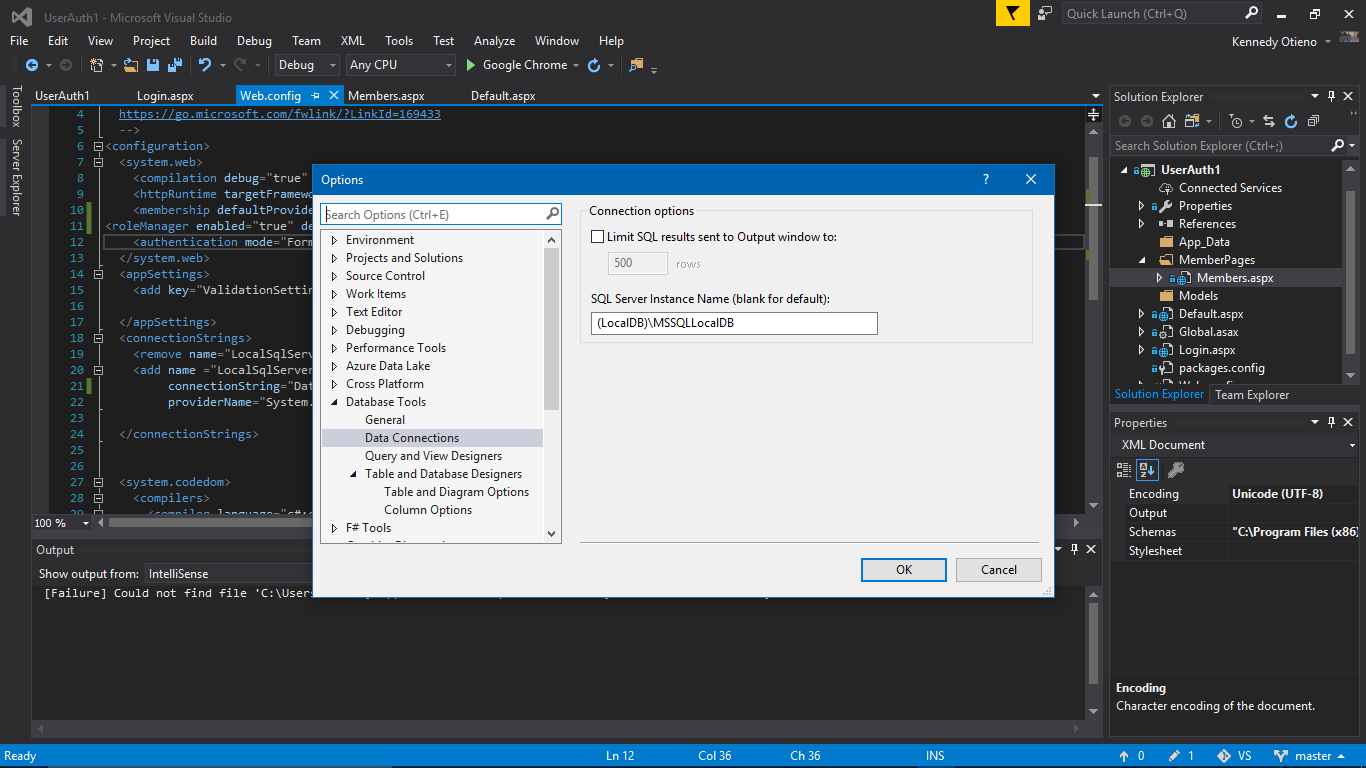 UserAuth1 - Microsoft Visual Studio
Quick Launch (Ctrl+Q)
File Edit View Project Build Debug Team XML Tools Test Analyze Window Help
Kennedy Otieno
Debug Any CPU Google Chrome
Toolbox
Server Explorer
UserAuth1 Login.aspx Web.config Members.aspx Default.aspx
4 https://go.microsoft.com/fwlink/?LinkId=169433
5 -->
6 <configuration>
7 <system.web>
8 <compilation debug="true"
9 <httpRuntime targetFramewo
10 <membership defaultProvide
11 <roleManager enabled="true" de
12 <authentication mode="Form
13 </system.web>
14 <appSettings>
15 <add key="ValidationSettin
16
17 </appSettings>
18 <connectionStrings>
19 <remove name="LocalSqlServ
20 <add name ="LocalSqlServer
21 connectionString="Dat
22 providerName="System.
23
24 </connectionStrings>
25
26
27 <system.codedom>
28 <compilers>
29 <compiler language="c#;c
100 %
Options
?
Search Options (Ctrl+E)
Environment
Projects and Solutions
Source Control
Work Items
Text Editor
Debugging
Performance Tools
Azure Data Lake
Cross Platform
Database Tools
General
Data Connections
Query and View Designers
Table and Database Designers
Table and Diagram Options
Column Options
F# Tools
Connection options
Limit SQL results sent to Output window to:
500 rows
SQL Server Instance Name (blank for default):
(LocalDB)\MSSQLLocalDB
OK Cancel
Output
Show output from: IntelliSense
[Failure] Could not find file 'C:\Users
Solution Explorer
Search Solution Explorer (Ctrl+;)
UserAuth1
Connected Services
Properties
References
App_Data
MemberPages
Members.aspx
Models
Default.aspx
Global.asax
Login.aspx
packages.config
Solution Explorer Team Explorer
Properties
XML Document
Encoding Unicode (UTF-8)
Output
Schemas "C:\Program Files (x86)
Stylesheet
Encoding
Character encoding of the document.
Ready Ln 12 Col 36 Ch 36 INS 0 1 VS master